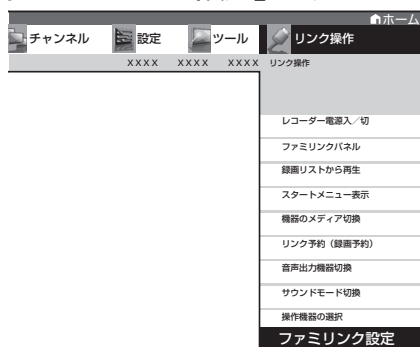 ホーム
チャンネル 設定 ツール リンク操作
XXXX XXXX XXXX リンク操作
レコーダー電源入／切
ファミリンクパネル
録画リストから再生
スタートメニュー表示
機器のメディア切換
リンク予約（録画予約）
音声出力機器切換
サウンドモード切換
操作機器の選択
ファミリンク設定